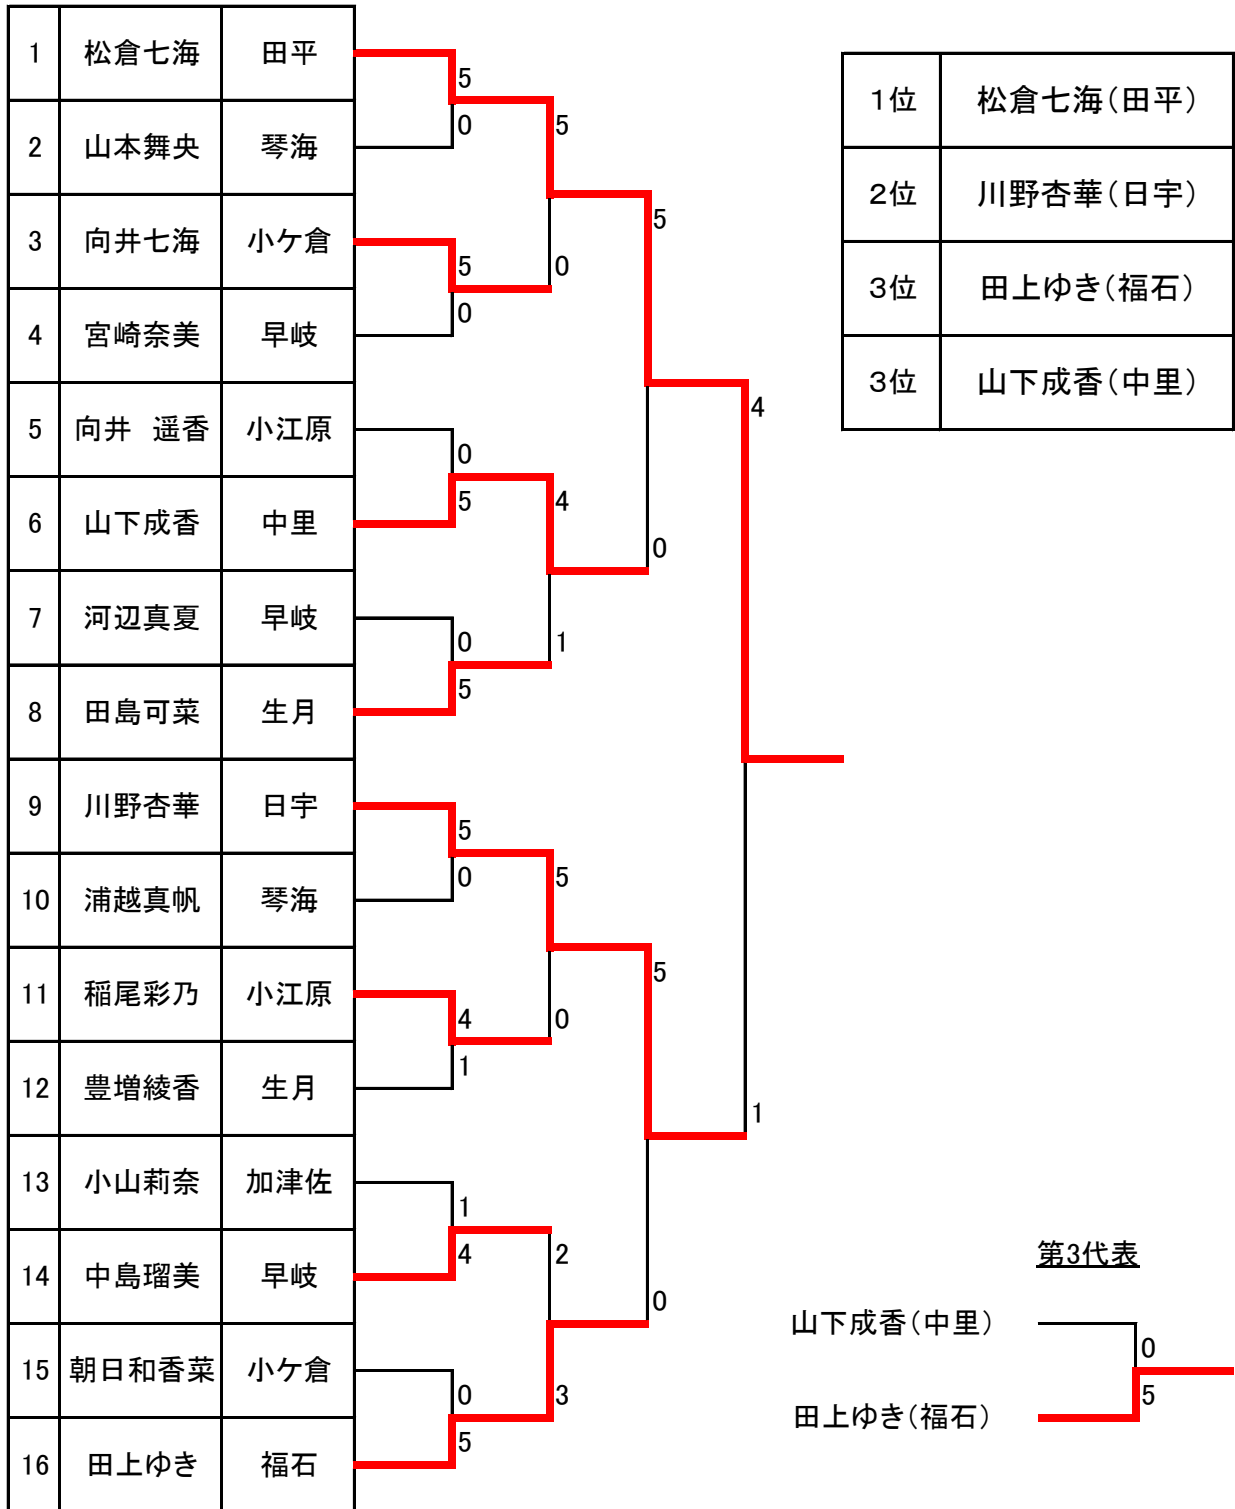 1 松倉七海 田平
2 山本舞央 琴海
3 向井七海 小ケ倉
4 宮崎奈美 早岐
5 向井　遥香 小江原
6 山下成香 中里
7 河辺真夏 早岐
8 田島可菜 生月
9 川野杏華 日宇
10 浦越真帆 琴海
11 稲尾彩乃 小江原
12 豊増綾香 生月
13 小山莉奈 加津佐
14 中島瑠美 早岐
15 朝日和香菜 小ケ倉
16 田上ゆき 福石
5
0
5
0
0
5
0
5
5
0
4
1
1
4
0
5
5
0
4
1
5
0
2
3
5
0
5
0
4
1
1位 松倉七海(田平)
2位 川野杏華(日宇)
3位 田上ゆき(福石)
3位 山下成香(中里)
第3代表
山下成香(中里)
0
田上ゆき(福石)
5